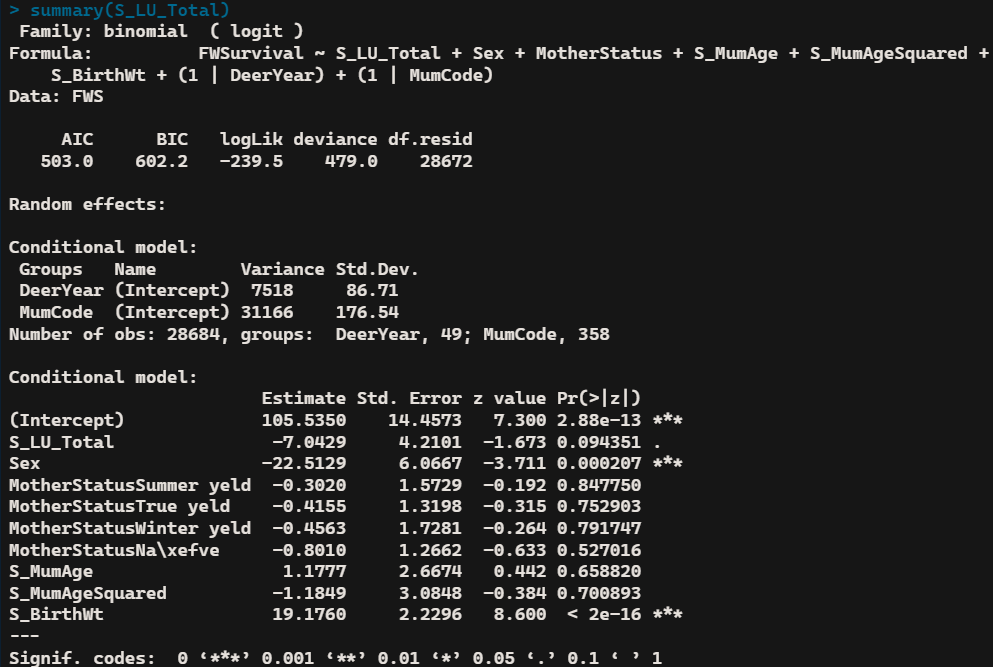 > summary(S_LU_Total)
 Family: binomial  ( logit )
Formula:          FWSurvival ~ S_LU_Total + Sex + MotherStatus + S_MumAge + S_MumAgeSquared +
    S_BirthWt + (1 | DeerYear) + (1 | MumCode)
Data: FWS
     AIC      BIC   logLik deviance df.resid
   503.0    602.2   -239.5    479.0    28672
Random effects:
Conditional model:
 Groups   Name        Variance Std.Dev.
 DeerYear (Intercept)  7518     86.71
 MumCode  (Intercept) 31166    176.54
Number of obs: 28684, groups:  DeerYear, 49; MumCode, 358
Conditional model:
                        Estimate Std. Error z value Pr(>|z|)
(Intercept)             105.5350    14.4573   7.300 2.88e-13 ***
S_LU_Total               -7.0429     4.2101  -1.673 0.094351 .
Sex                     -22.5129     6.0667  -3.711 0.000207 ***
MotherStatusSummer yeld  -0.3020     1.5729  -0.192 0.847750
MotherStatusTrue yeld    -0.4155     1.3198  -0.315 0.752903
MotherStatusWinter yeld  -0.4563     1.7281  -0.264 0.791747
MotherStatusNa\xefve     -0.8010     1.2662  -0.633 0.527016
S_MumAge                  1.1777     2.6674   0.442 0.658820
S_MumAgeSquared          -1.1849     3.0848  -0.384 0.700893
S_BirthWt                19.1760     2.2296   8.600  < 2e-16 ***
---
Signif. codes:  0 ‘***’ 0.001 ‘**’ 0.01 ‘*’ 0.05 ‘.’ 0.1 ‘ ’ 1